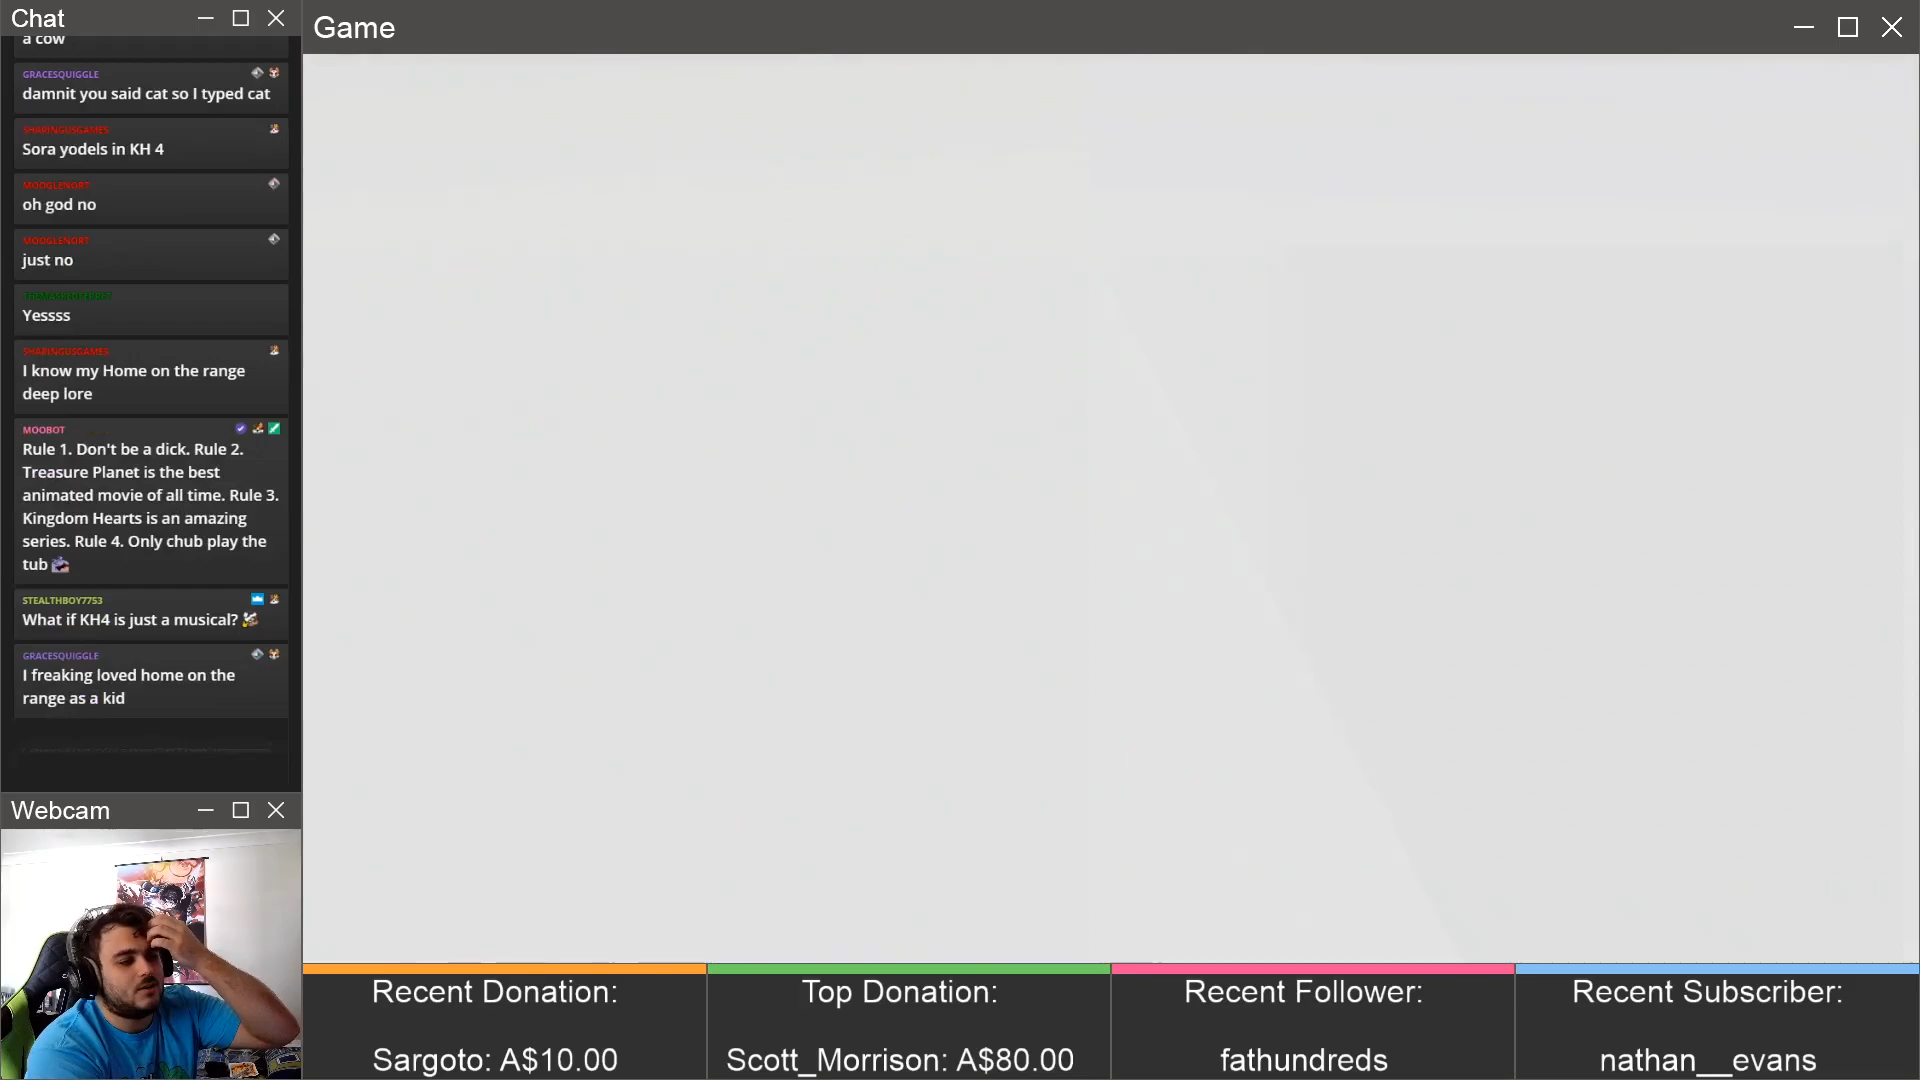 Chat
a cow
GRACESQUIGGLE
damnit you said cat so I typed cat
SHARINGUSGAMES
Sora yodels in KH 4
MOOGLENORT
oh god no
MOOGLENORT
just no
Yessss
SHARINGUSGAMES
I know my Home on the range
deep lore
MOOBOT
Rule 1. Don't be a dick. Rule 2.
Treasure Planet is the best
animated movie of all time. Rule 3.
Kingdom Hearts is an amazing
series. Rule 4. Only chub play the
tub
STEALTHBOY7753
What if KH4 is just a musical?
GRACESQUIGGLE
I freaking loved home on the
range as a kid
Webcam
Game
Recent Donation:
Sargoto: A$10.00
Top Donation:
Scott_Morrison: A$80.00
Recent Follower:
fathundreds
Recent Subscriber:
nathan__evans